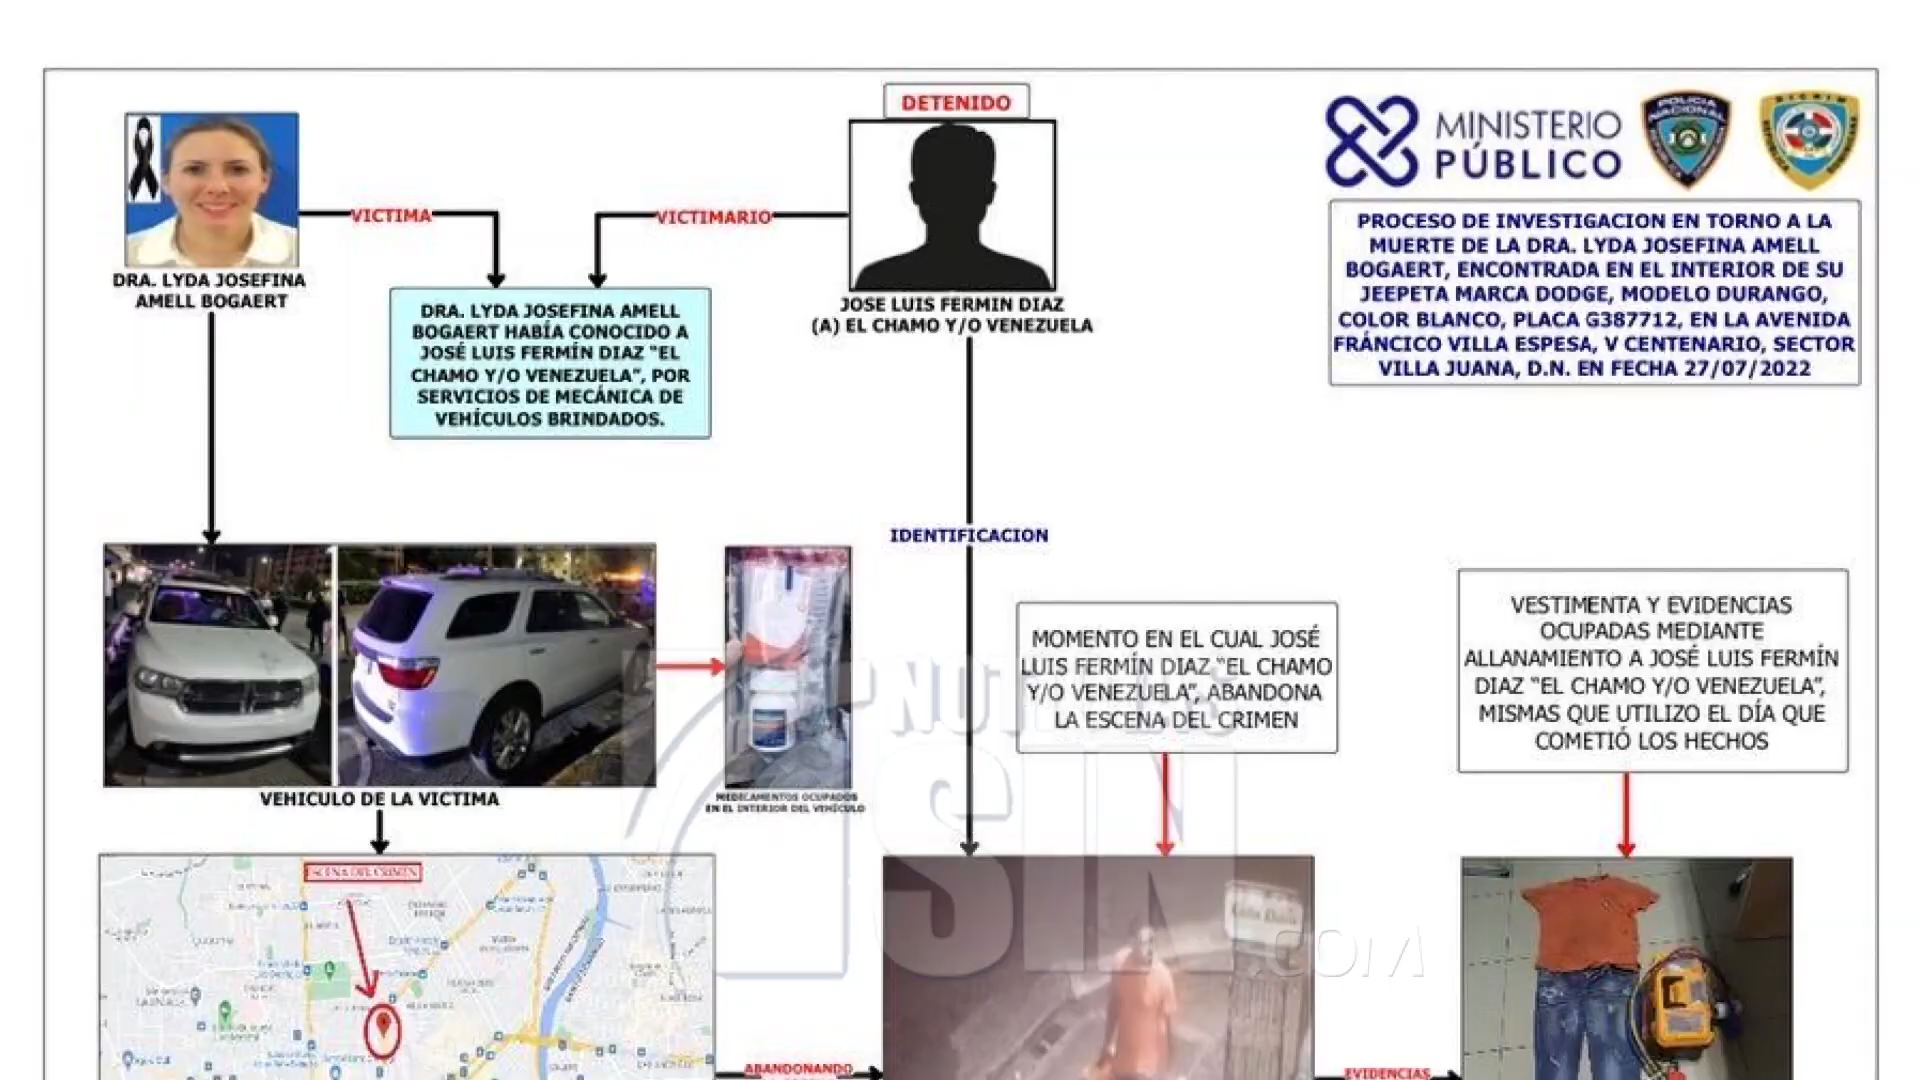 DETENIDO
MINISTERIO
PÚBLICO
POLICIA
NACIONAL
DICRIM
VICTIMA
VICTIMARIO
DRA. LYDA JOSEFINA
AMELL BOGAERT
JOSE LUIS FERMIN DIAZ
(A) EL CHAMO Y/O VENEZUELA
PROCESO DE INVESTIGACION EN TORNO A LA
MUERTE DE LA DRA. LYDA JOSEFINA AMELL
BOGAERT, ENCONTRADA EN EL INTERIOR DE SU
JEEPETA MARCA DODGE, MODELO DURANGO,
COLOR BLANCO, PLACA G387712, EN LA AVENIDA
FRÁNCICO VILLA ESPESA, V CENTENARIO, SECTOR
VILLA JUANA, D.N. EN FECHA 27/07/2022
DRA. LYDA JOSEFINA AMELL
BOGAERT HABÍA CONOCIDO A
JOSÉ LUIS FERMÍN DIAZ "EL
CHAMO Y/O VENEZUELA", POR
SERVICIOS DE MECÁNICA DE
VEHÍCULOS BRINDADOS.
IDENTIFICACION
MOMENTO EN EL CUAL JOSÉ
LUIS FERMÍN DIAZ "EL CHAMO
Y/O VENEZUELA", ABANDONA
LA ESCENA DEL CRIMEN
VESTIMENTA Y EVIDENCIAS
OCUPADAS MEDIANTE
ALLANAMIENTO A JOSÉ LUIS FERMÍN
DIAZ "EL CHAMO Y/O VENEZUELA",
MISMAS QUE UTILIZO EL DÍA QUE
COMETIÓ LOS HECHOS
VEHICULO DE LA VICTIMA
MEDICAMENTOS OCUPADOS
EN EL INTERIOR DEL VEHÍCULO
NOTICIAS
SIN
.COM
ESCENA DEL CRIMEN
ABANDONANDO
EVIDENCIAS